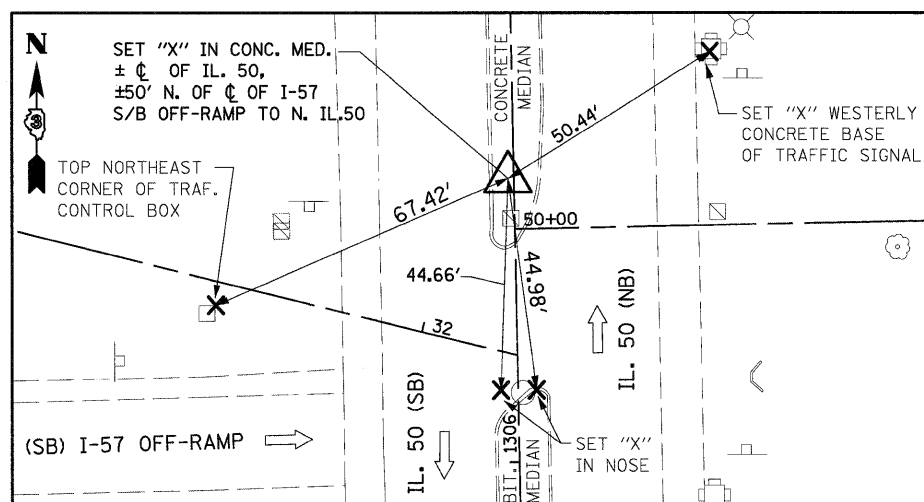 N
3
SET "X" IN CONC. MED.
± ℄ OF IL. 50,
±50' N. OF ℄ OF I-57
S/B OFF-RAMP TO N. IL.50
TOP NORTHEAST
CORNER OF TRAF.
CONTROL BOX
CONCRETE
MEDIAN
50.44'
SET "X" WESTERLY
CONCRETE BASE
OF TRAFFIC SIGNAL
67.42'
50+00
44.66'
44.98'
32
IL. 50 (NB)
IL. 50 (SB)
(SB) I-57 OFF-RAMP
1306
BIT.
MEDIAN
SET "X"
IN NOSE